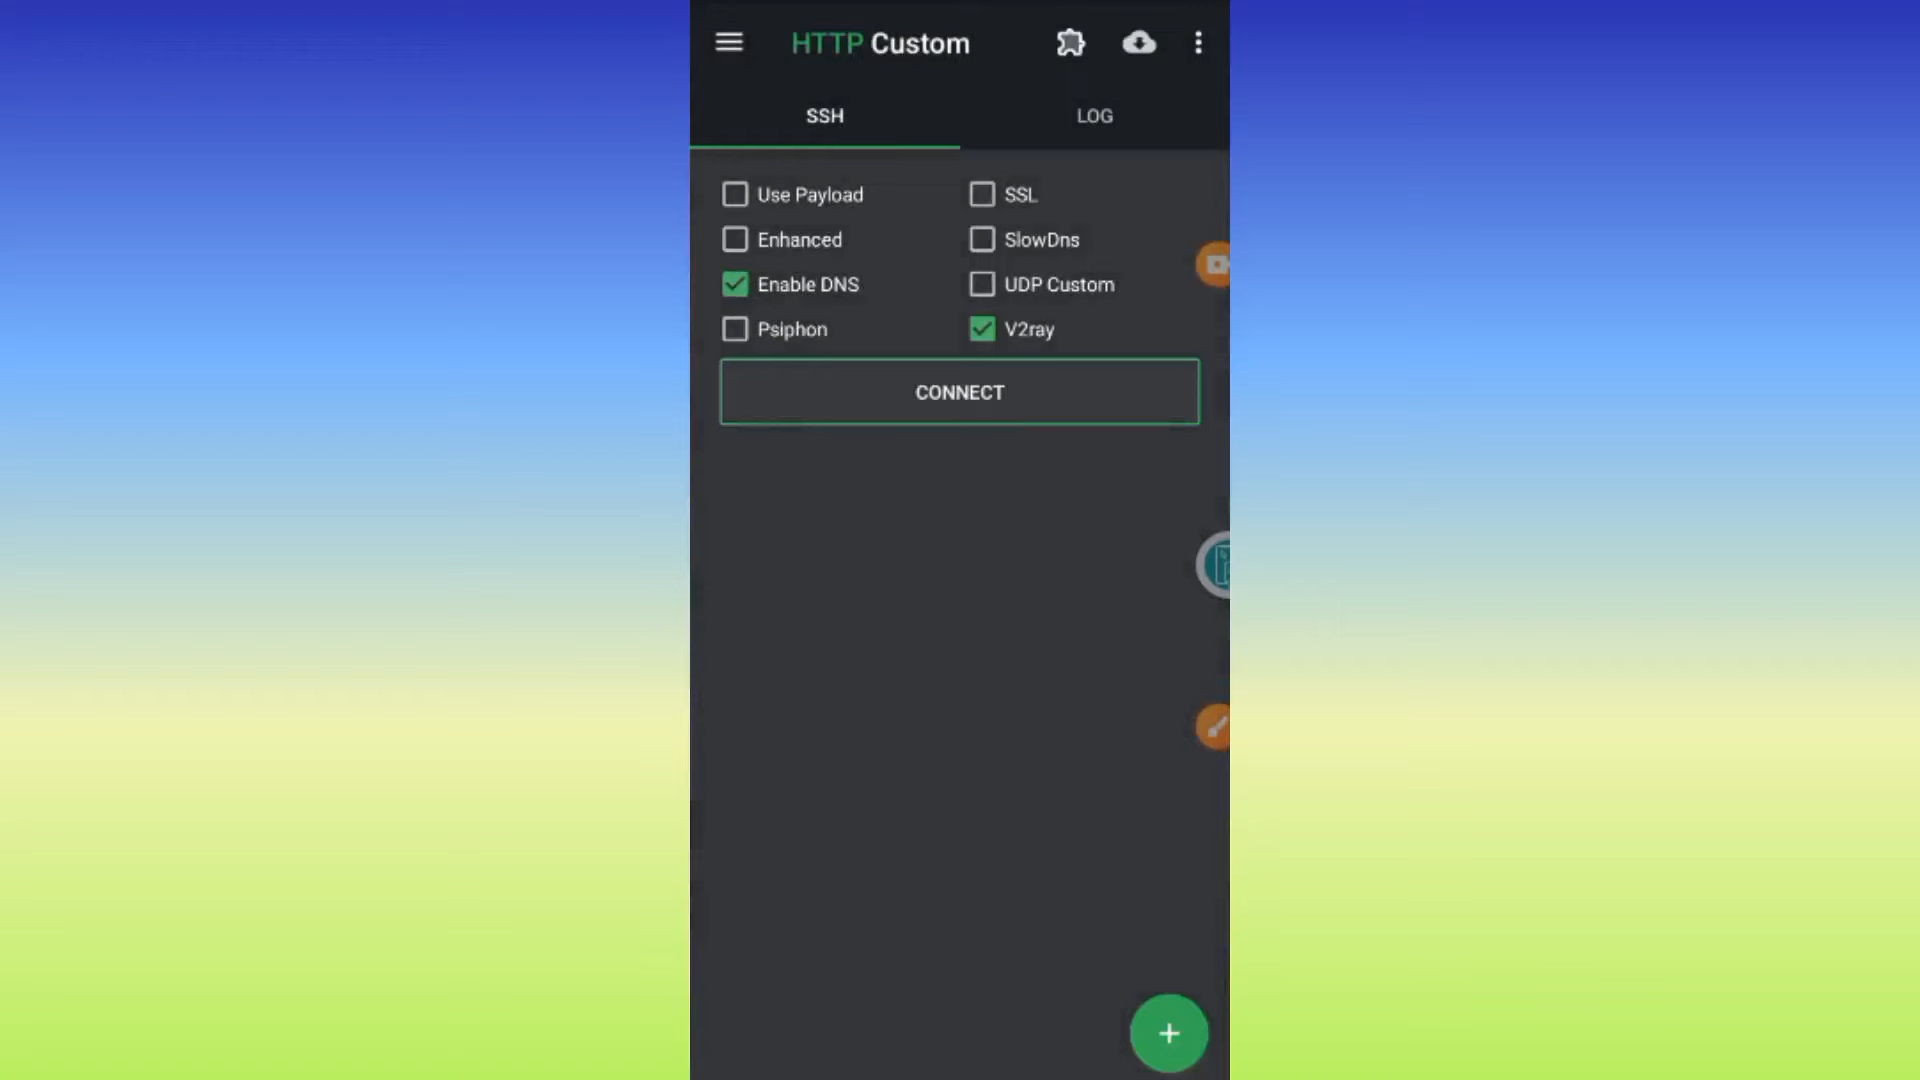 HTTP Custom
SSH LOG
Use Payload SSL
Enhanced SlowDns
Enable DNS UDP Custom
Psiphon V2ray
CONNECT
+